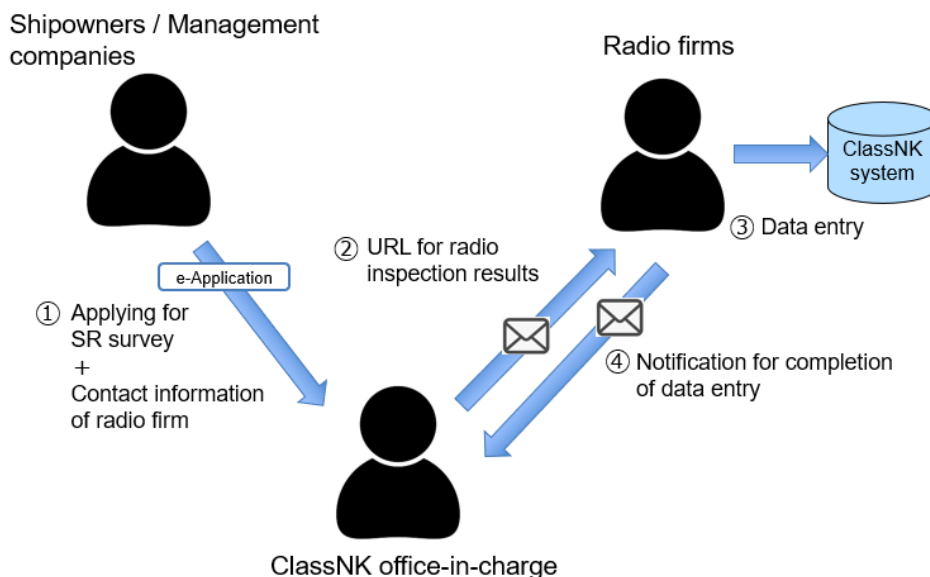 Shipowners / Management
companies
Radio firms
ClassNK
system
③ Data entry
② URL for radio
inspection results
e-Application
① Applying for
SR survey
+
Contact information
of radio firm
④ Notification for completion
of data entry
ClassNK office-in-charge